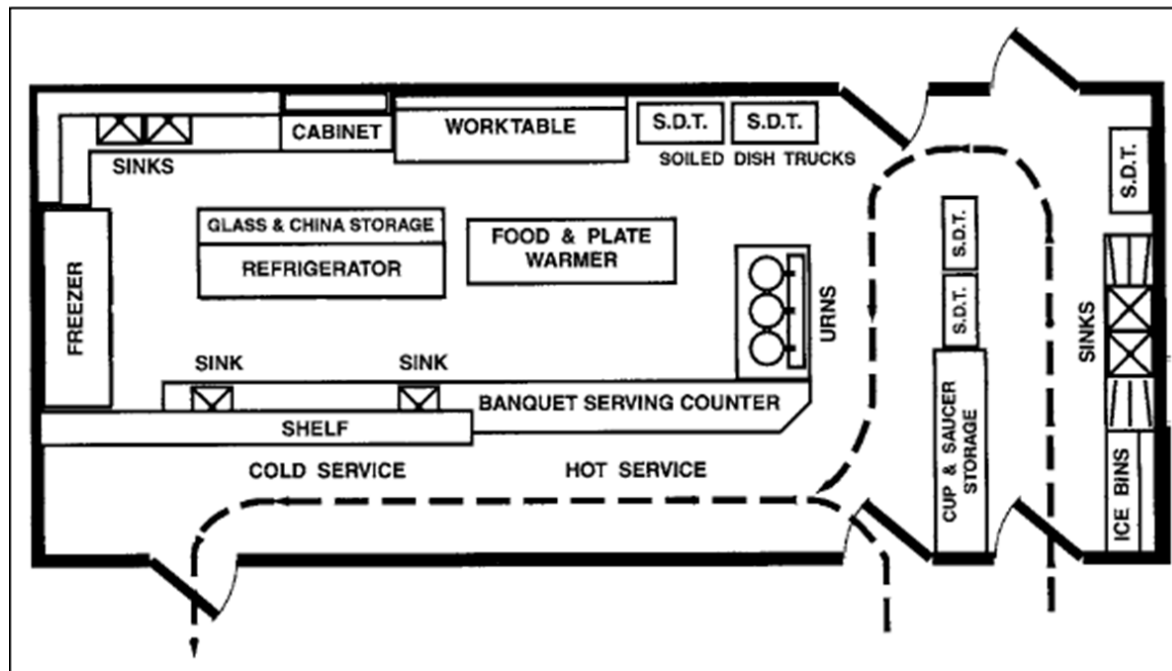 CABINET
WORKTABLE
S.D.T.
S.D.T.
SOILED DISH TRUCKS
SINKS
S.D.T.
GLASS & CHINA STORAGE
REFRIGERATOR
FOOD & PLATE
WARMER
S.D.T.
S.D.T.
FREEZER
URNS
SINKS
SINK
SINK
BANQUET SERVING COUNTER
SHELF
COLD SERVICE
HOT SERVICE
CUP & SAUCER
STORAGE
ICE BINS